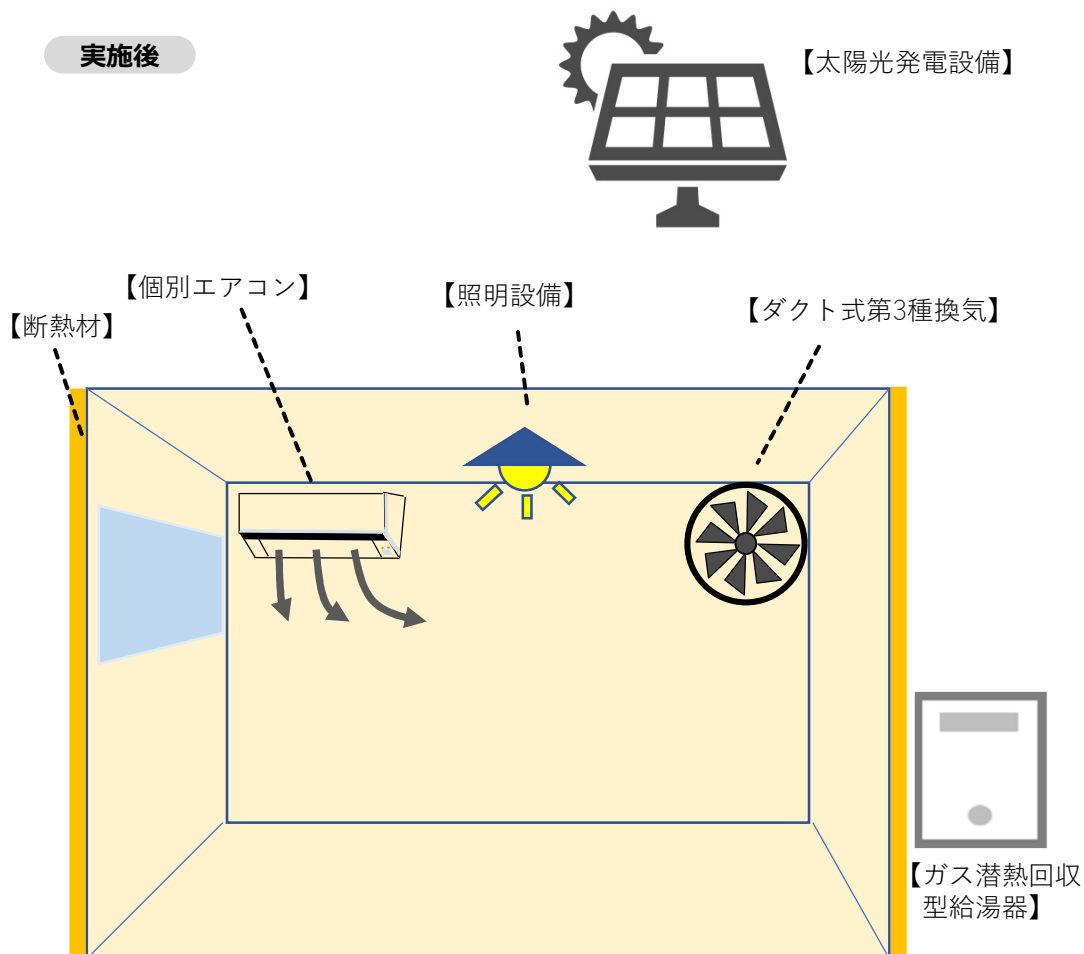 実施後
【太陽光発電設備】
【個別エアコン】
【照明設備】
【ダクト式第3種換気】
【断熱材】
【ガス潜熱回収
型給湯器】